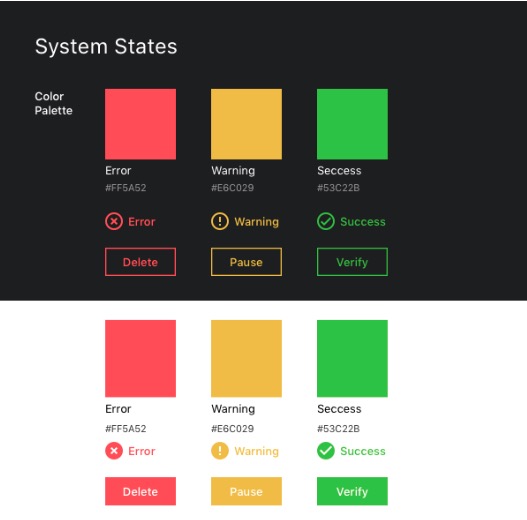 System States
Color
Palette
Error
Warning
Seccess
#FF5A52
#E6C029
#53C22B
Error
Warning
Success
Delete
Pause
Verify
Error
Warning
Seccess
#FF5A52
#E6C029
#53C22B
Error
Warning
Success
Delete
Pause
Verify